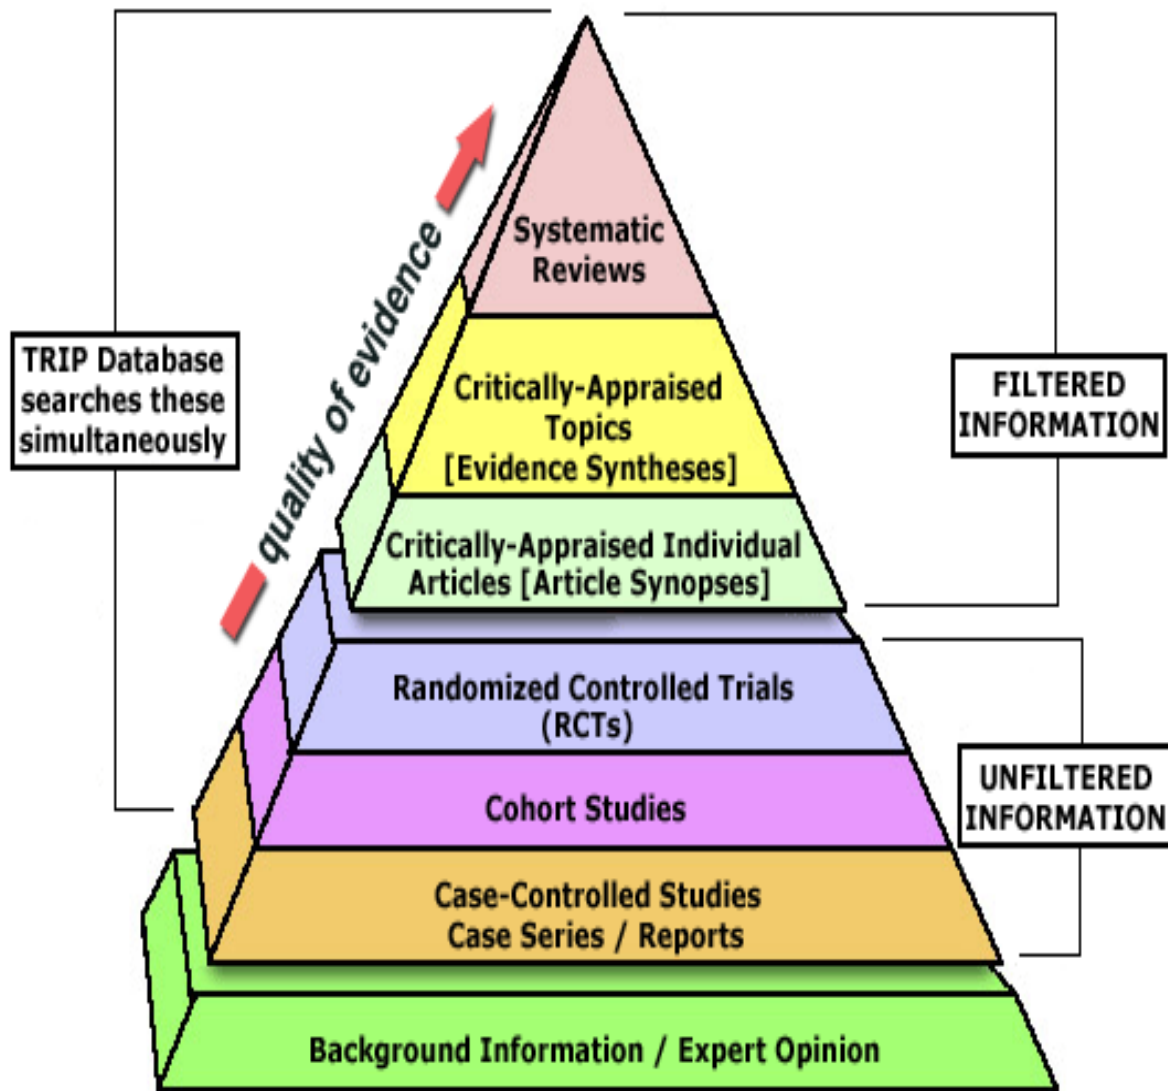 Systematic
Reviews
quality of evidence
TRIP Database
searches these
simultaneously
FILTERED
INFORMATION
Critically-Appraised
Topics
[Evidence Syntheses]
Critically-Appraised Individual
Articles [Article Synopses]
Randomized Controlled Trials
(RCTs)
UNFILTERED
INFORMATION
Cohort Studies
Case-Controlled Studies
Case Series / Reports
Background Information / Expert Opinion